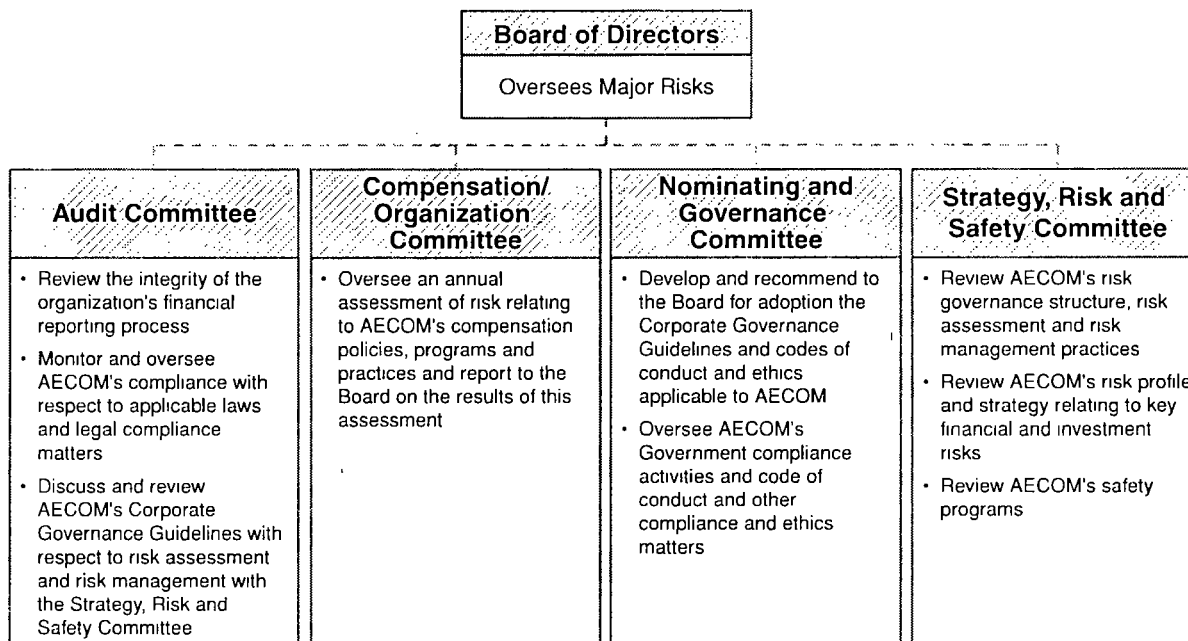 Board of Directors
Oversees Major Risks
Audit Committee
• Review the integrity of the
organization's financial
reporting process
• Monitor and oversee
AECOM's compliance with
respect to applicable laws
and legal compliance
matters
• Discuss and review
AECOM's Corporate
Governance Guidelines with
respect to risk assessment
and risk management with
the Strategy, Risk and
Safety Committee
Compensation/
Organization
Committee
• Oversee an annual
assessment of risk relating
to AECOM's compensation
policies, programs and
practices and report to the
Board on the results of this
assessment
Nominating and
Governance
Committee
• Develop and recommend to
the Board for adoption the
Corporate Governance
Guidelines and codes of
conduct and ethics
applicable to AECOM
• Oversee AECOM's
Government compliance
activities and code of
conduct and other
compliance and ethics
matters
Strategy, Risk and
Safety Committee
• Review AECOM's risk
governance structure, risk
assessment and risk
management practices
• Review AECOM's risk profile
and strategy relating to key
financial and investment
risks
• Review AECOM's safety
programs